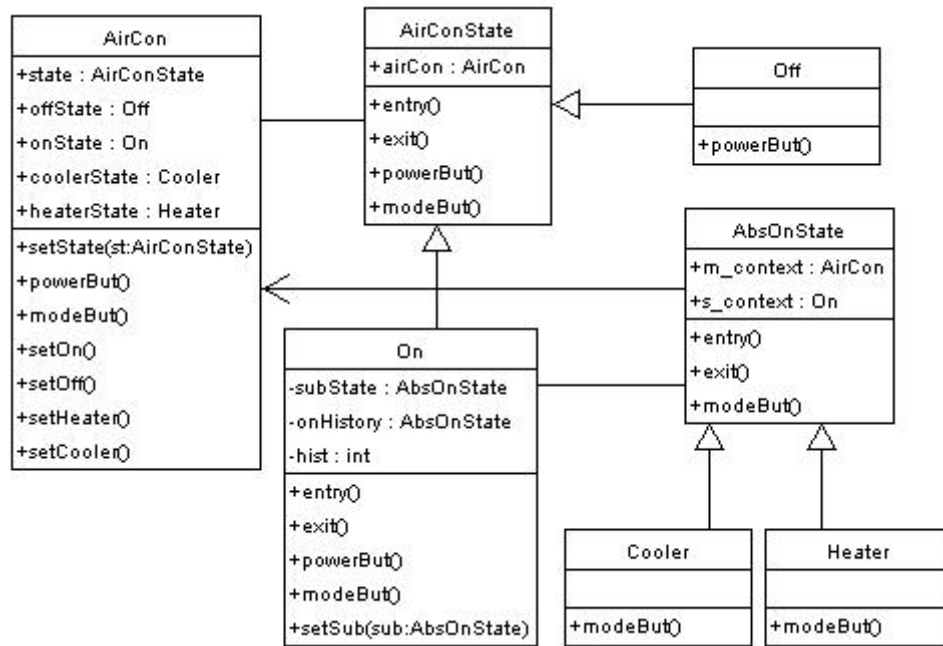 AirCon
+state : AirConState
+offState : Off
+onState : On
+coolerState : Cooler
+heaterState : Heater
+setState(st:AirConState)
+powerBut()
+modeBut()
+setOn()
+setOff()
+setHeater()
+setCooler()
AirConState
+airCon : AirCon
+entry()
+exit()
+powerBut()
+modeBut()
Off
+powerBut()
AbsOnState
+m_context : AirCon
+s_context : On
+entry()
+exit()
+modeBut()
On
-subState : AbsOnState
-onHistory : AbsOnState
-hist : int
+entry()
+exit()
+powerBut()
+modeBut()
+setSub(sub:AbsOnState)
Cooler
+modeBut()
Heater
+modeBut()